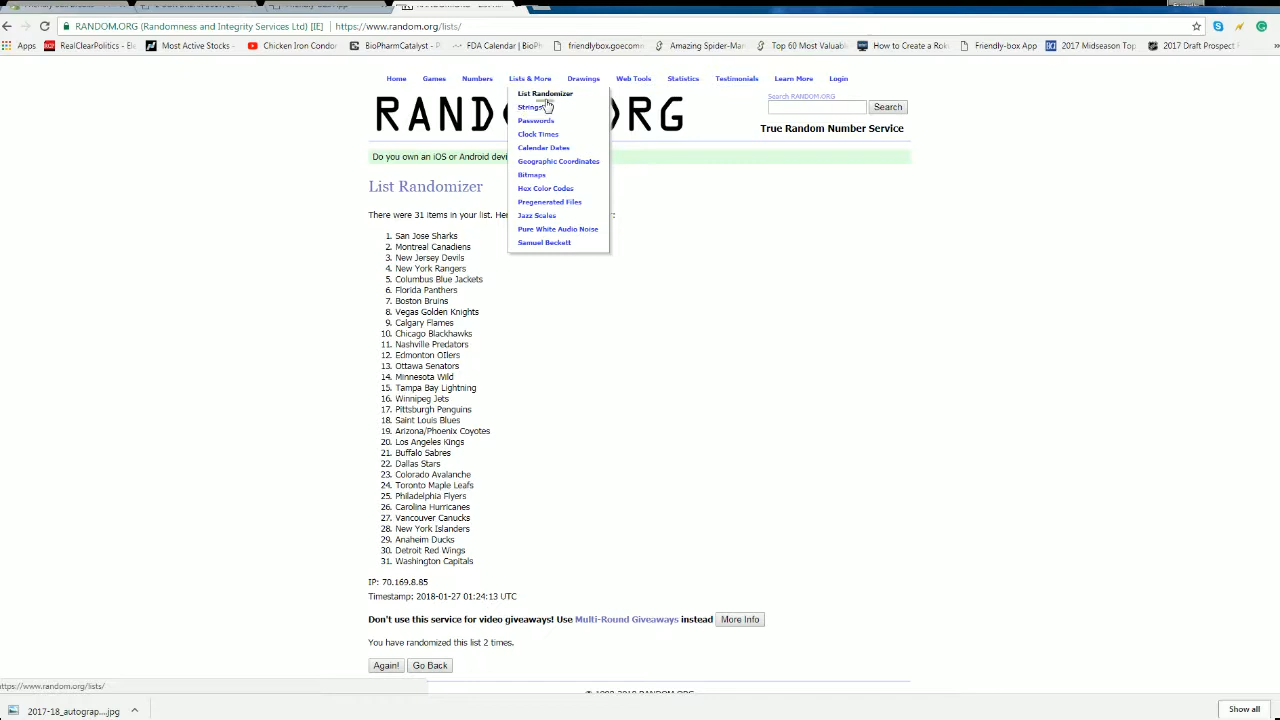 RANDOM.ORG (Randomness and Integrity Services Ltd) [IE] https://www.random.org/lists/
Apps RealClearPolitics - Ele Most Active Stocks Chicken Iron Condor BioPharmCatalyst - FDA Calendar | BioPh friendlybox.goecomm Amazing Spider-Man Top 60 Most Valuable How to Create a Role Friendly-box App 2017 Midseason Top 2017 Draft Prospect
Home Games Numbers Lists & More Drawings Web Tools Statistics Testimonials Learn More Login
List Randomizer
Strings
Passwords
Clock Times
Calendar Dates
Geographic Coordinates
Bitmaps
Hex Color Codes
Pregenerated Files
Jazz Scales
Pure White Audio Noise
Samuel Beckett
Search RANDOM.ORG
Search
True Random Number Service
Do you own an iOS or Android devi
List Randomizer
There were 31 items in your list. Her
1. San Jose Sharks
2. Montreal Canadiens
3. New Jersey Devils
4. New York Rangers
5. Columbus Blue Jackets
6. Florida Panthers
7. Boston Bruins
8. Vegas Golden Knights
9. Calgary Flames
10. Chicago Blackhawks
11. Nashville Predators
12. Edmonton OIlers
13. Ottawa Senators
14. Minnesota Wild
15. Tampa Bay Lightning
16. Winnipeg Jets
17. Pittsburgh Penguins
18. Saint Louis Blues
19. Arizona/Phoenix Coyotes
20. Los Angeles Kings
21. Buffalo Sabres
22. Dallas Stars
23. Colorado Avalanche
24. Toronto Maple Leafs
25. Philadelphia Flyers
26. Carolina Hurricanes
27. Vancouver Canucks
28. New York Islanders
29. Anaheim Ducks
30. Detroit Red Wings
31. Washington Capitals
IP: 70.169.8.85
Timestamp: 2018-01-27 01:24:13 UTC
Don't use this service for video giveaways! Use Multi-Round Giveaways instead More Info
You have randomized this list 2 times.
Again! Go Back
https://www.random.org/lists/
2017-18_autograp....jpg
Show all